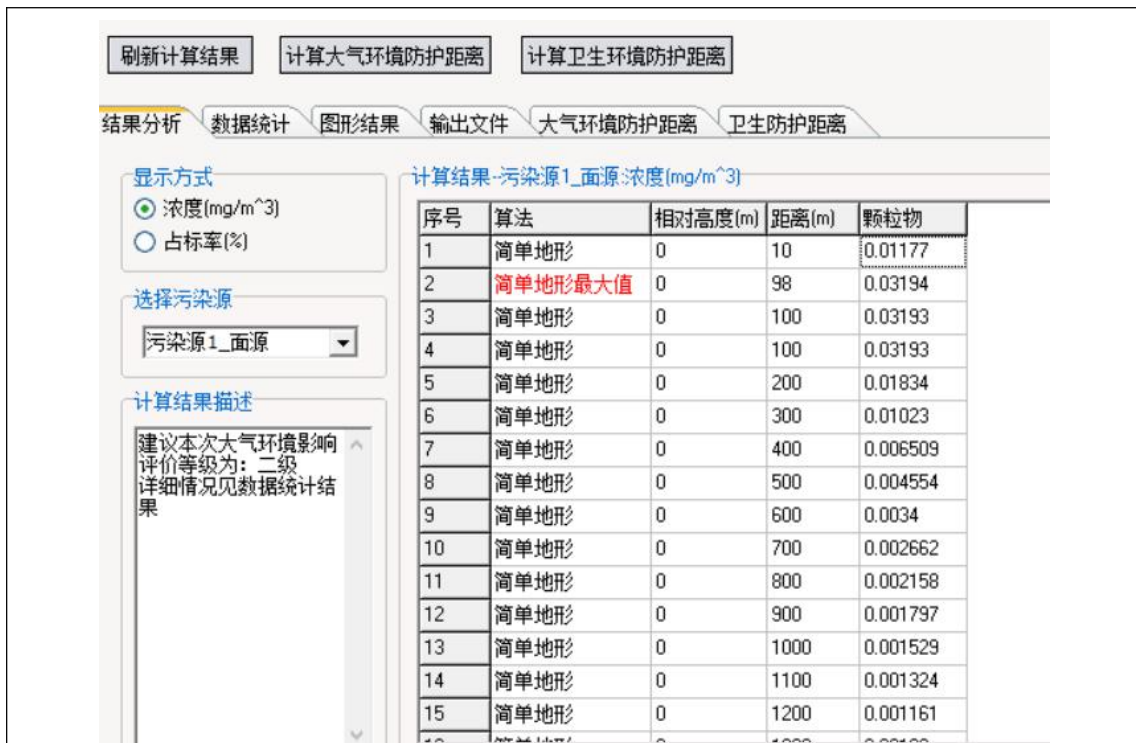 刷新计算结果 计算大气环境防护距离 计算卫生环境防护距离
结果分析 数据统计 图形结果 输出文件 大气环境防护距离 卫生防护距离
显示方式
浓度(mg/m^3)
占标率(%)
选择污染源
污染源1_面源
计算结果描述
建议本次大气环境影响
评价等级为：二级
详细情况见数据统计结
果
计算结果--污染源1_面源:浓度(mg/m^3)
序号 算法 相对高度(m) 距离(m) 颗粒物
1 简单地形 0 10 0.01177
2 简单地形最大值 0 98 0.03194
3 简单地形 0 100 0.03193
4 简单地形 0 100 0.03193
5 简单地形 0 200 0.01834
6 简单地形 0 300 0.01023
7 简单地形 0 400 0.006509
8 简单地形 0 500 0.004554
9 简单地形 0 600 0.0034
10 简单地形 0 700 0.002662
11 简单地形 0 800 0.002158
12 简单地形 0 900 0.001797
13 简单地形 0 1000 0.001529
14 简单地形 0 1100 0.001324
15 简单地形 0 1200 0.001161